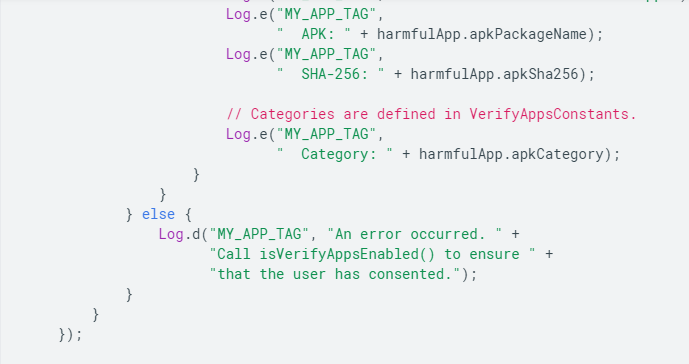 Log.e("MY_APP_TAG",
"  APK: " + harmfulApp.apkPackageName);
Log.e("MY_APP_TAG",
"  SHA-256: " + harmfulApp.apkSha256);
// Categories are defined in VerifyAppsConstants.
Log.e("MY_APP_TAG",
"  Category: " + harmfulApp.apkCategory);
}
}
} else {
Log.d("MY_APP_TAG", "An error occurred. " +
"Call isVerifyAppsEnabled() to ensure " +
"that the user has consented.");
}
}
});